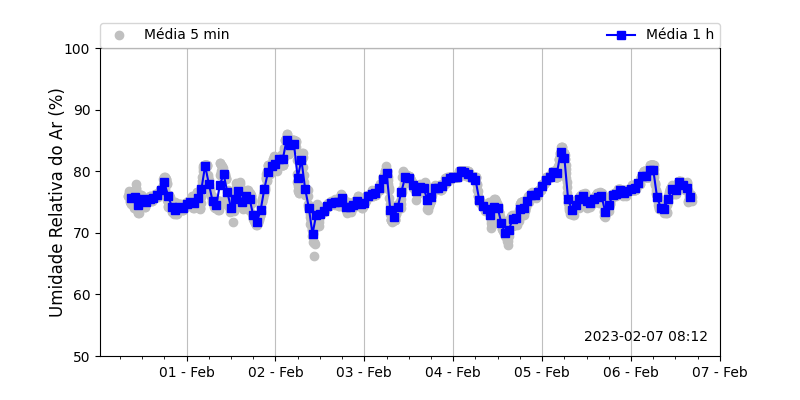 Média 5 min
Média 1 h
Umidade Relativa do Ar (%)
100
90
80
70
60
50
2023-02-07 08:12
01 - Feb
02 - Feb
03 - Feb
04 - Feb
05 - Feb
06 - Feb
07 - Feb